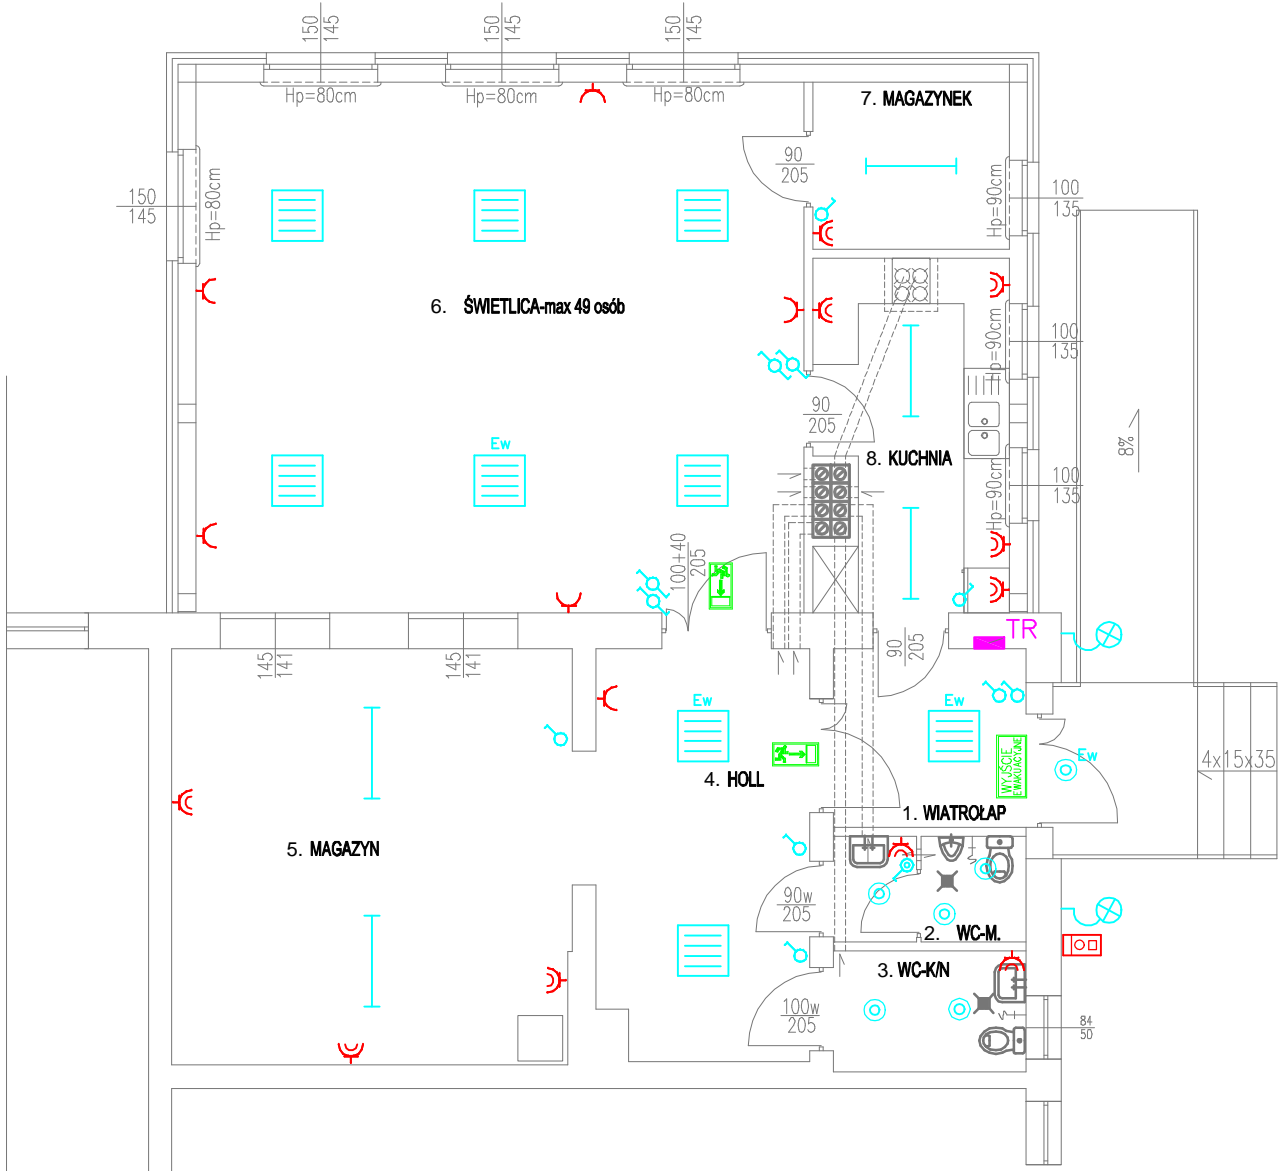 150
145
150
145
150
145
Hp=80cm
Hp=80cm
Hp=80cm
7. MAGAZYNEK
90
205
150
145
Hp=80cm
Hp=90cm
100
135
6. ŚWIETLICA-max 49 osób
Hp=90cm
100
135
90
205
8%
Ew
8. KUCHNIA
Hp=90cm
100
135
100+40
205
TR
90
205
145
141
145
141
Ew
Ew
WYJŚCIE
EWAKUACYJNE
Ew
4x15x35
4. HOLL
1. WIATROŁAP
5. MAGAZYN
90w
205
2. WC-M.
3. WC-K/N
100w
205
84
50